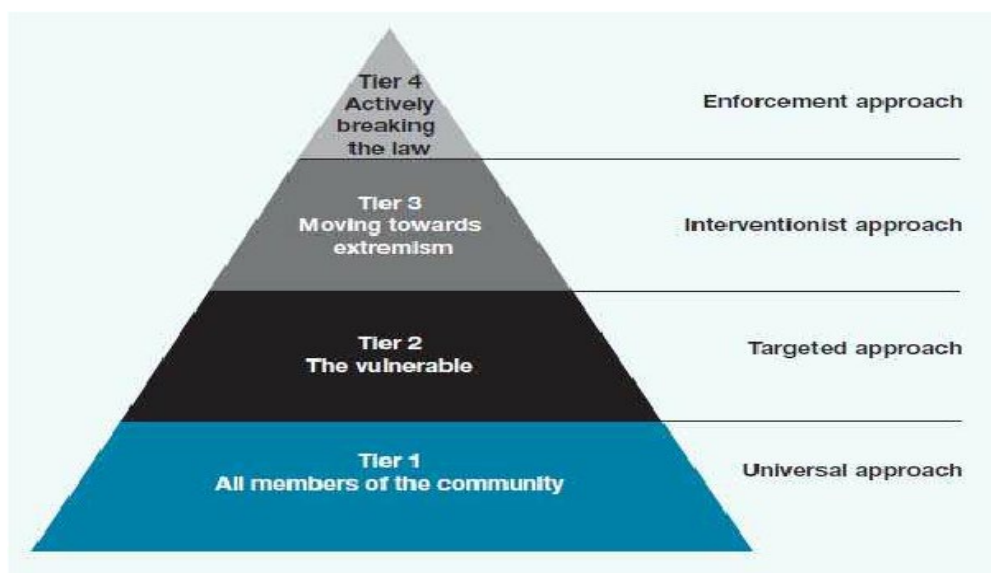 Tier 4
Actively
breaking
the law
Enforcement approach
Tier 3
Moving towards
extremism
Interventionist approach
Tier 2
The vulnerable
Targeted approach
Tier 1
All members of the community
Universal approach